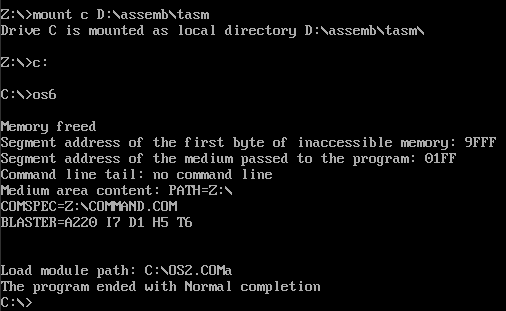 Z:\>mount c D:\assemb\tasm
Drive C is mounted as local directory D:\assemb\tasm\
Z:\>c:
C:\>os6
Memory freed
Segment address of the first byte of inaccessible memory: 9FFF
Segment address of the medium passed to the program: 01FF
Command line tail: no command line
Medium area content: PATH=Z:\
COMSPEC=Z:\COMMAND.COM
BLASTER=A220 I7 D1 H5 T6
Load module path: C:\OS2.COMa
The program ended with Normal completion
C:\>